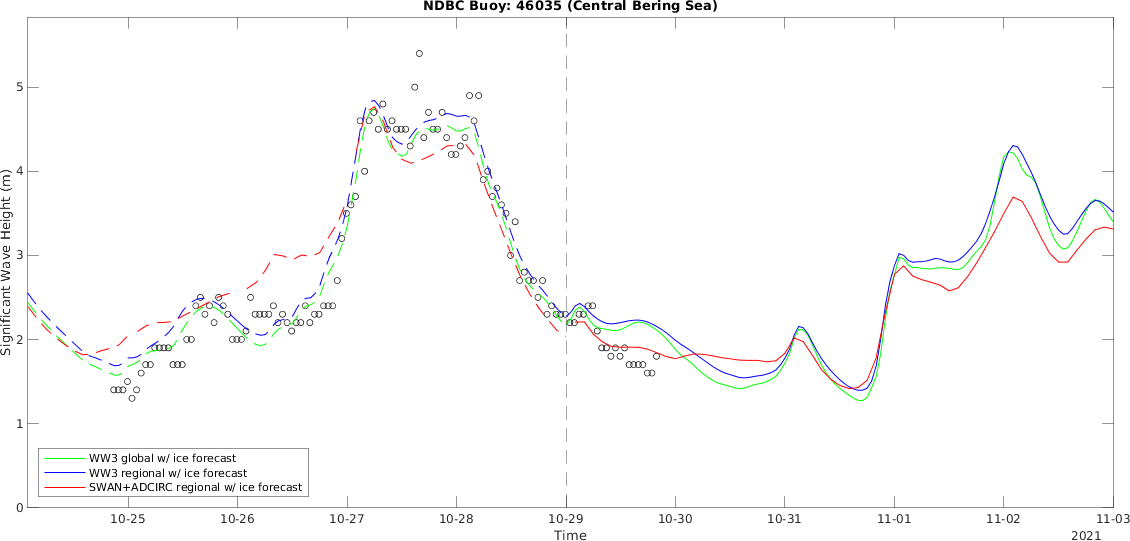 NDBC Buoy: 46035 (Central Bering Sea)
Significant Wave Height (m)
5
4
3
2
1
0
WW3 global w/ ice forecast
WW3 regional w/ ice forecast
SWAN+ADCIRC regional w/ ice forecast
10-25 10-26 10-27 10-28 10-29 10-30 10-31 11-01 11-02 11-03
Time
2021